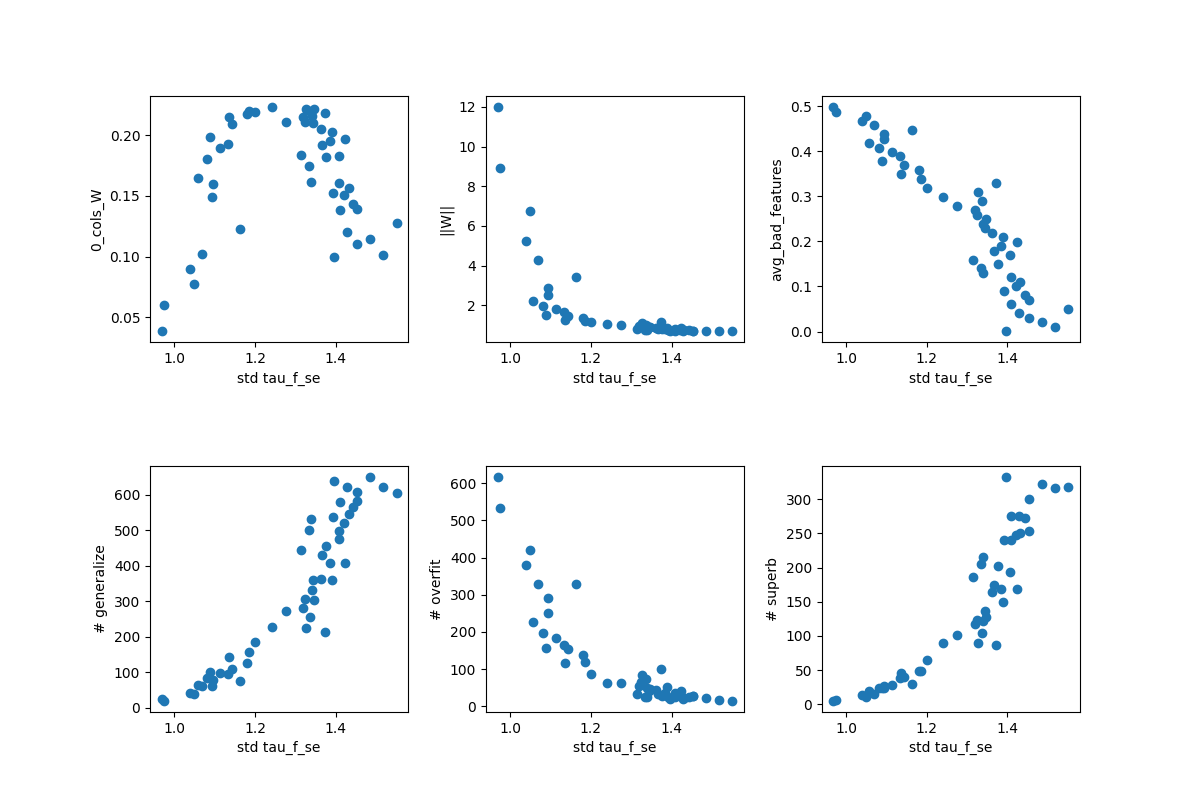 0_cols_W
0.20
0.15
0.10
0.05
1.0 1.2 1.4
std tau_f_se
||W||
12
10
8
6
4
2
1.0 1.2 1.4
std tau_f_se
avg_bad_features
0.5
0.4
0.3
0.2
0.1
0.0
1.0 1.2 1.4
std tau_f_se
# generalize
600
500
400
300
200
100
0
1.0 1.2 1.4
std tau_f_se
# overfit
600
500
400
300
200
100
0
1.0 1.2 1.4
std tau_f_se
# superb
300
250
200
150
100
50
0
1.0 1.2 1.4
std tau_f_se